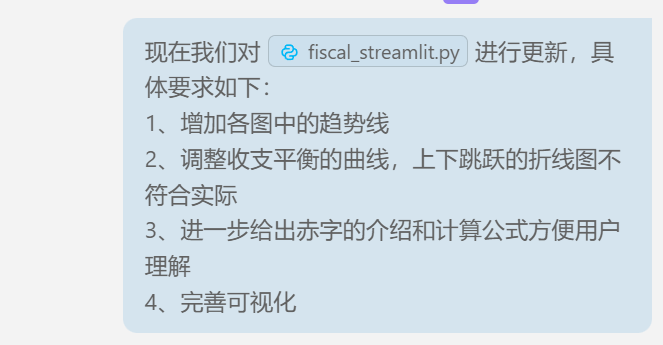 现在我们对 fiscal_streamlit.py 进行更新，具
体要求如下：
1、增加各图中的趋势线
2、调整收支平衡的曲线，上下跳跃的折线图不
符合实际
3、进一步给出赤字的介绍和计算公式方便用户
理解
4、完善可视化